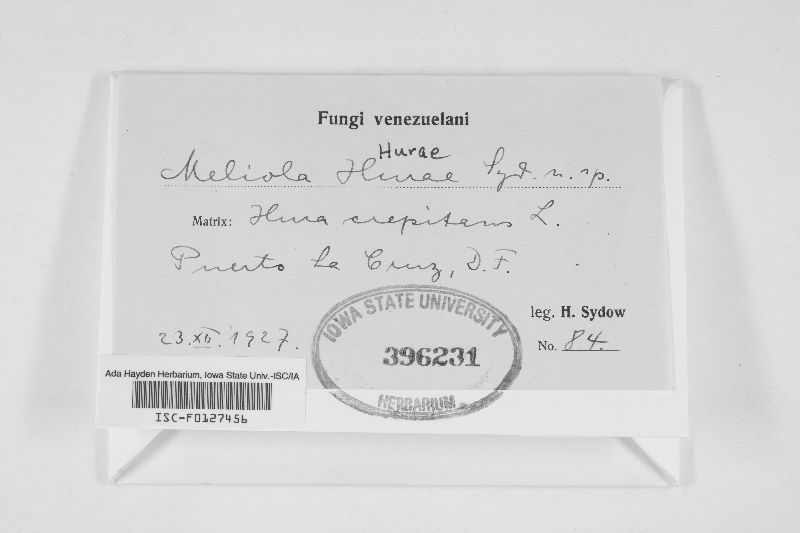 Fungi venezuelani
Hurae
Meliola Hurae Syd. n. sp.
Matrix: Hura crepitans L.
Puerto La Cruz, D.F.
leg. H. Sydow
23.XII.1927.
No. 84.
IOWA STATE UNIVERSITY
396231
HERBARIUM
Ada Hayden Herbarium, Iowa State Univ.-ISC/IA
ISC-F0127456